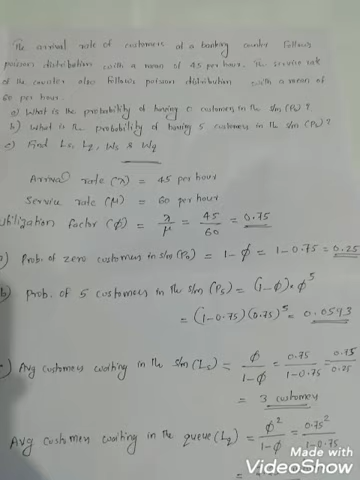 The arrival rate of customers at a banking counter follows
poisson distribution with a mean of 45 per hour. The service rate
of the counter also follows poisson distribution with a mean of
60 per hour.
a) What is the probability of having 0 customer in the s/m (P0)?
b) What is the probability of having 5 customers in the s/m (P5)?
c) Find Ls, Lq, Ws & Wq
Arrival rate (λ) = 45 per hour
Service rate (μ) = 60 per hour
Utilization factor (ϕ) = λ/μ = 45/60 = 0.75
a) Prob. of zero customers in s/m (P0) = 1-ϕ = 1-0.75 = 0.25
b) Prob. of 5 customers in the s/m (P5) = (1-ϕ) * ϕ^5
= (1-0.75)(0.75)^5 = 0.0593
c) Avg customers waiting in the s/m (Ls) = ϕ/1-ϕ = 0.75/1-0.75 = 0.75/0.25
= 3 customers
Avg customers waiting in the queue (Lq) = ϕ²/1-ϕ = 0.75²/1-0.75
Made with
VideoShow